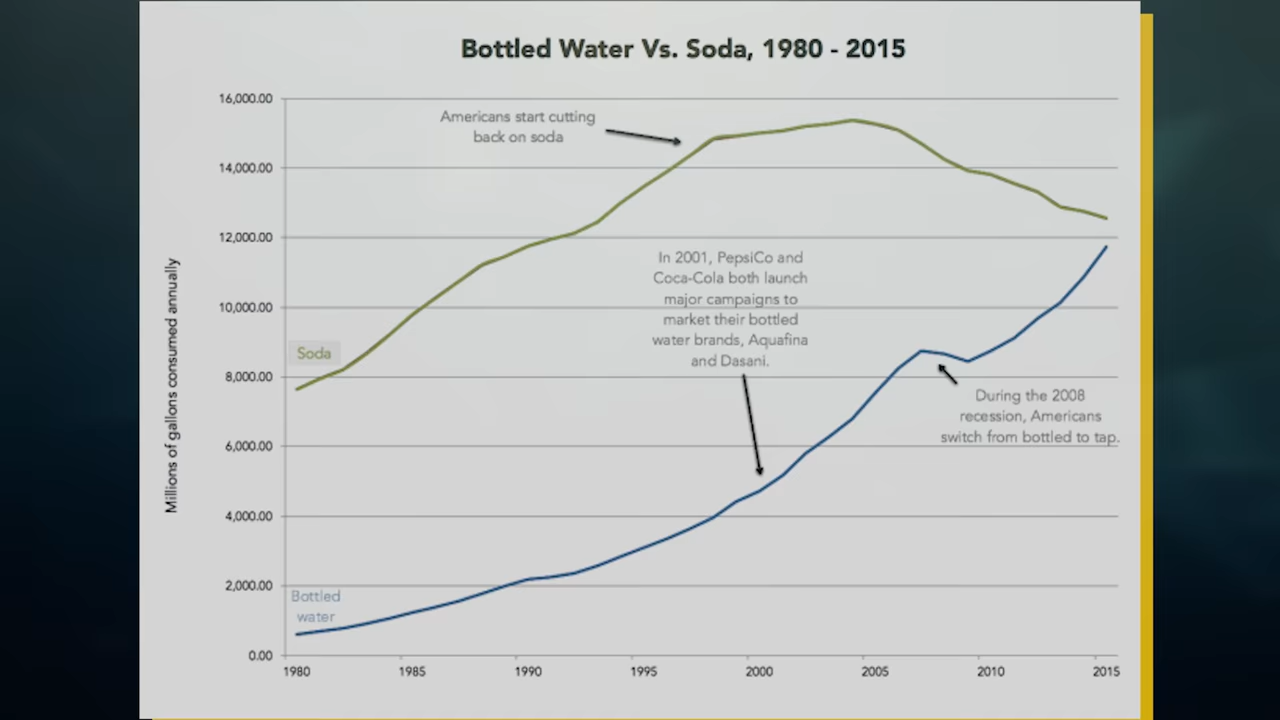 Bottled Water Vs. Soda, 1980 - 2015
16,000.00
14,000.00
12,000.00
10,000.00
8,000.00
6,000.00
4,000.00
2,000.00
0.00
Millions of gallons consumed annually
Americans start cutting
back on soda
In 2001, PepsiCo and
Coca-Cola both launch
major campaigns to
market their bottled
water brands, Aquafina
and Dasani.
During the 2008
recession, Americans
switch from bottled to tap.
Soda
Bottled
water
1980 1985 1990 1995 2000 2005 2010 2015